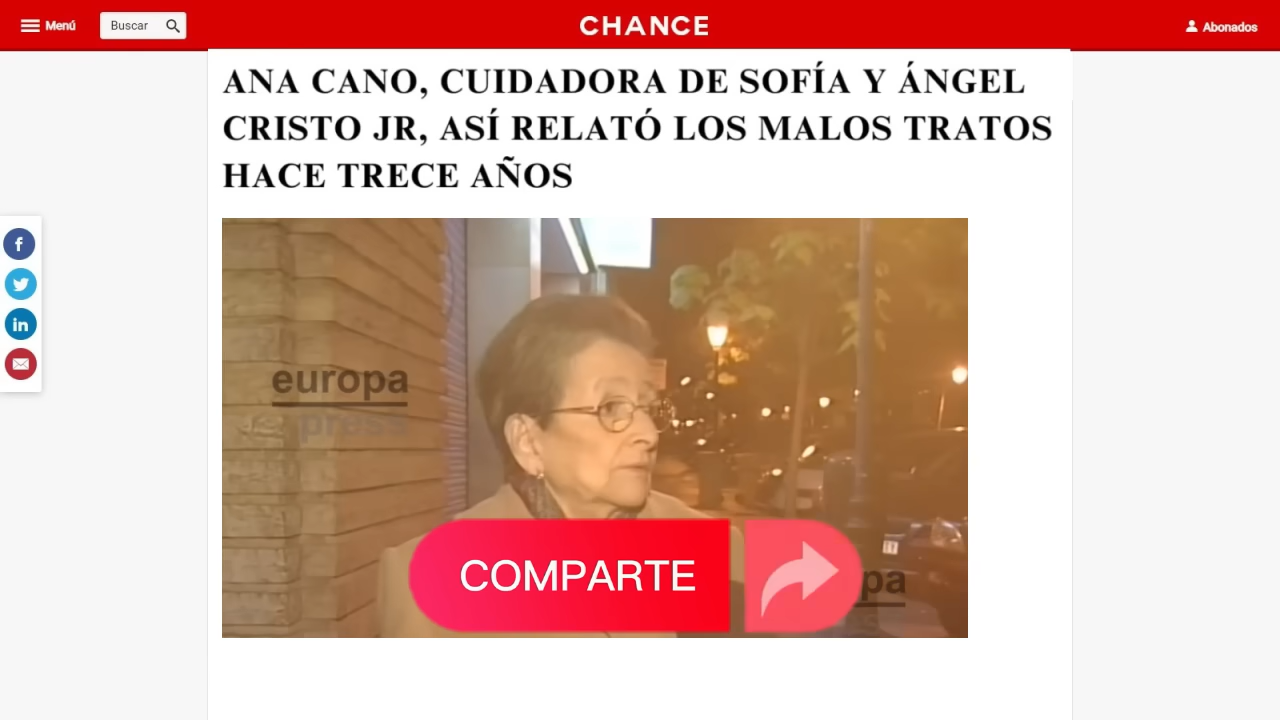 Menú
Buscar
CHANCE
Abonados
ANA CANO, CUIDADORA DE SOFÍA Y ÁNGEL
CRISTO JR, ASÍ RELATÓ LOS MALOS TRATOS
HACE TRECE AÑOS
europa
press
COMPARTE
pa